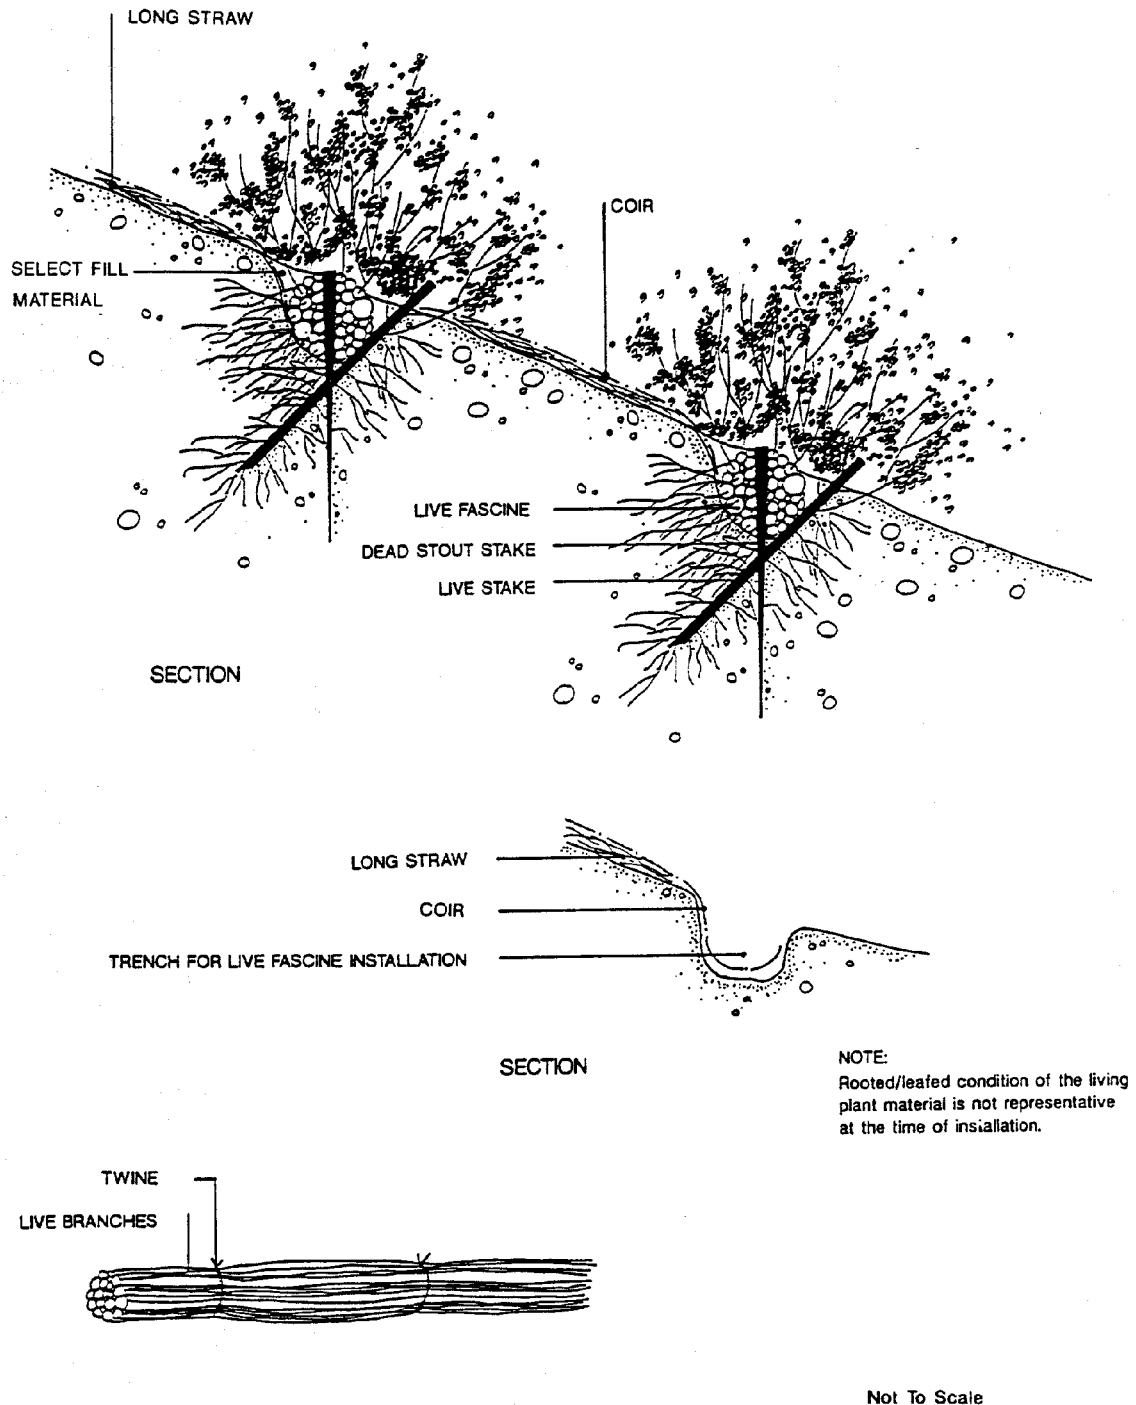 LONG STRAW
COIR
SELECT FILL
MATERIAL
LIVE FASCINE
DEAD STOUT STAKE
LIVE STAKE
SECTION
LONG STRAW
COIR
TRENCH FOR LIVE FASCINE INSTALLATION
SECTION
NOTE:
Rooted/leafed condition of the living
plant material is not representative
at the time of installation.
TWINE
LIVE BRANCHES
Not To Scale